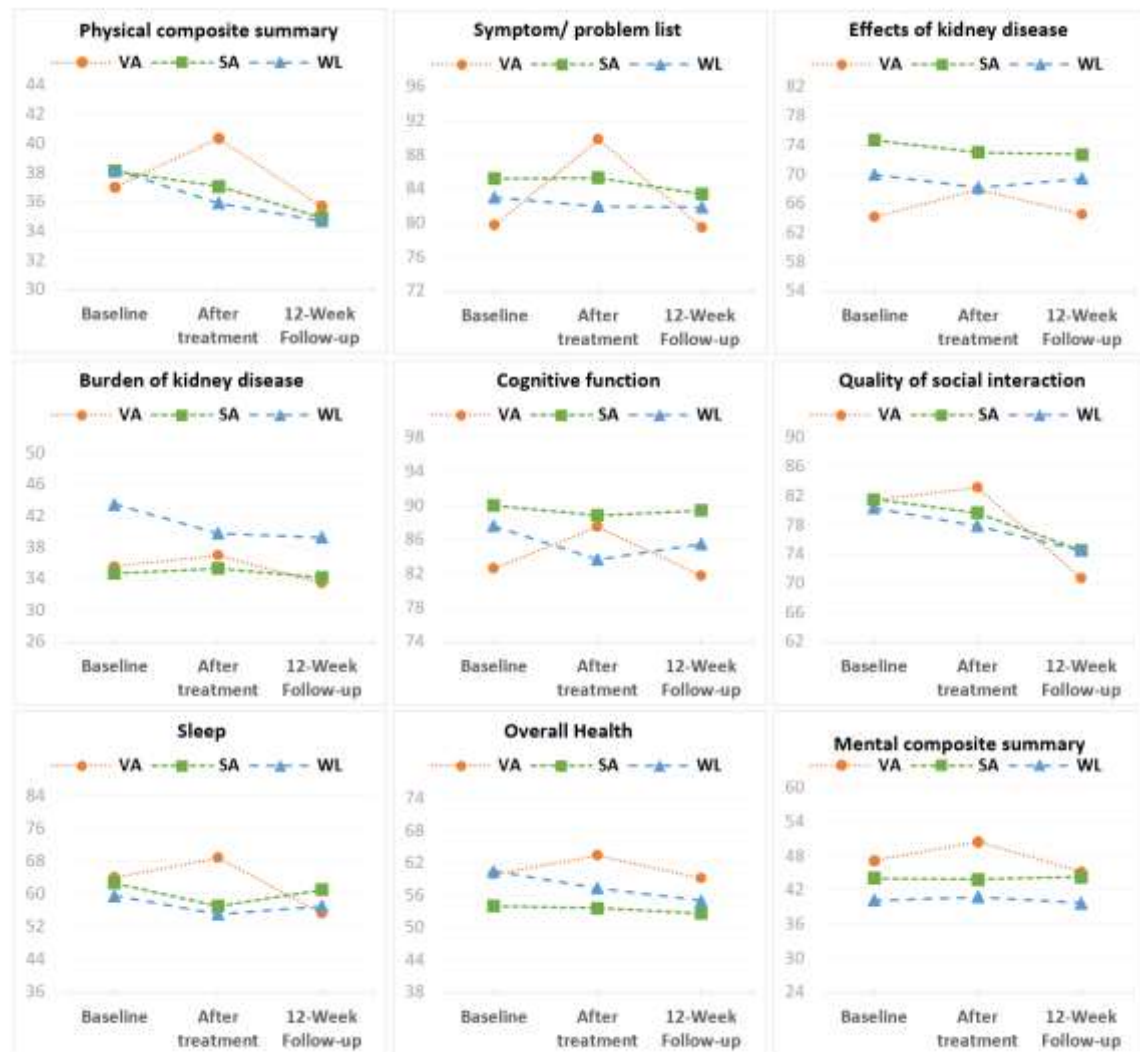 Physical composite summary
VA SA WL
44
42
40
38
36
34
32
30
Baseline After 12-Week
treatment Follow-up
Symptom/ problem list
VA SA WL
96
92
88
84
80
76
72
Baseline After 12-Week
treatment Follow-up
Effects of kidney disease
VA SA WL
82
78
74
70
66
62
58
54
Baseline After 12-Week
treatment Follow-up
Burden of kidney disease
VA SA WL
50
46
42
38
34
30
26
Baseline After 12-Week
treatment Follow-up
Cognitive function
VA SA WL
98
94
90
86
82
78
74
Baseline After 12-Week
treatment Follow-up
Quality of social interaction
VA SA WL
90
86
82
78
74
70
66
62
Baseline After 12-Week
treatment Follow-up
Sleep
VA SA WL
84
76
68
60
52
44
36
Baseline After 12-Week
treatment Follow-up
Overall Health
VA SA WL
74
68
62
56
50
44
38
Baseline After 12-Week
treatment Follow-up
Mental composite summary
VA SA WL
60
54
48
42
36
30
24
Baseline After 12-Week
treatment Follow-up